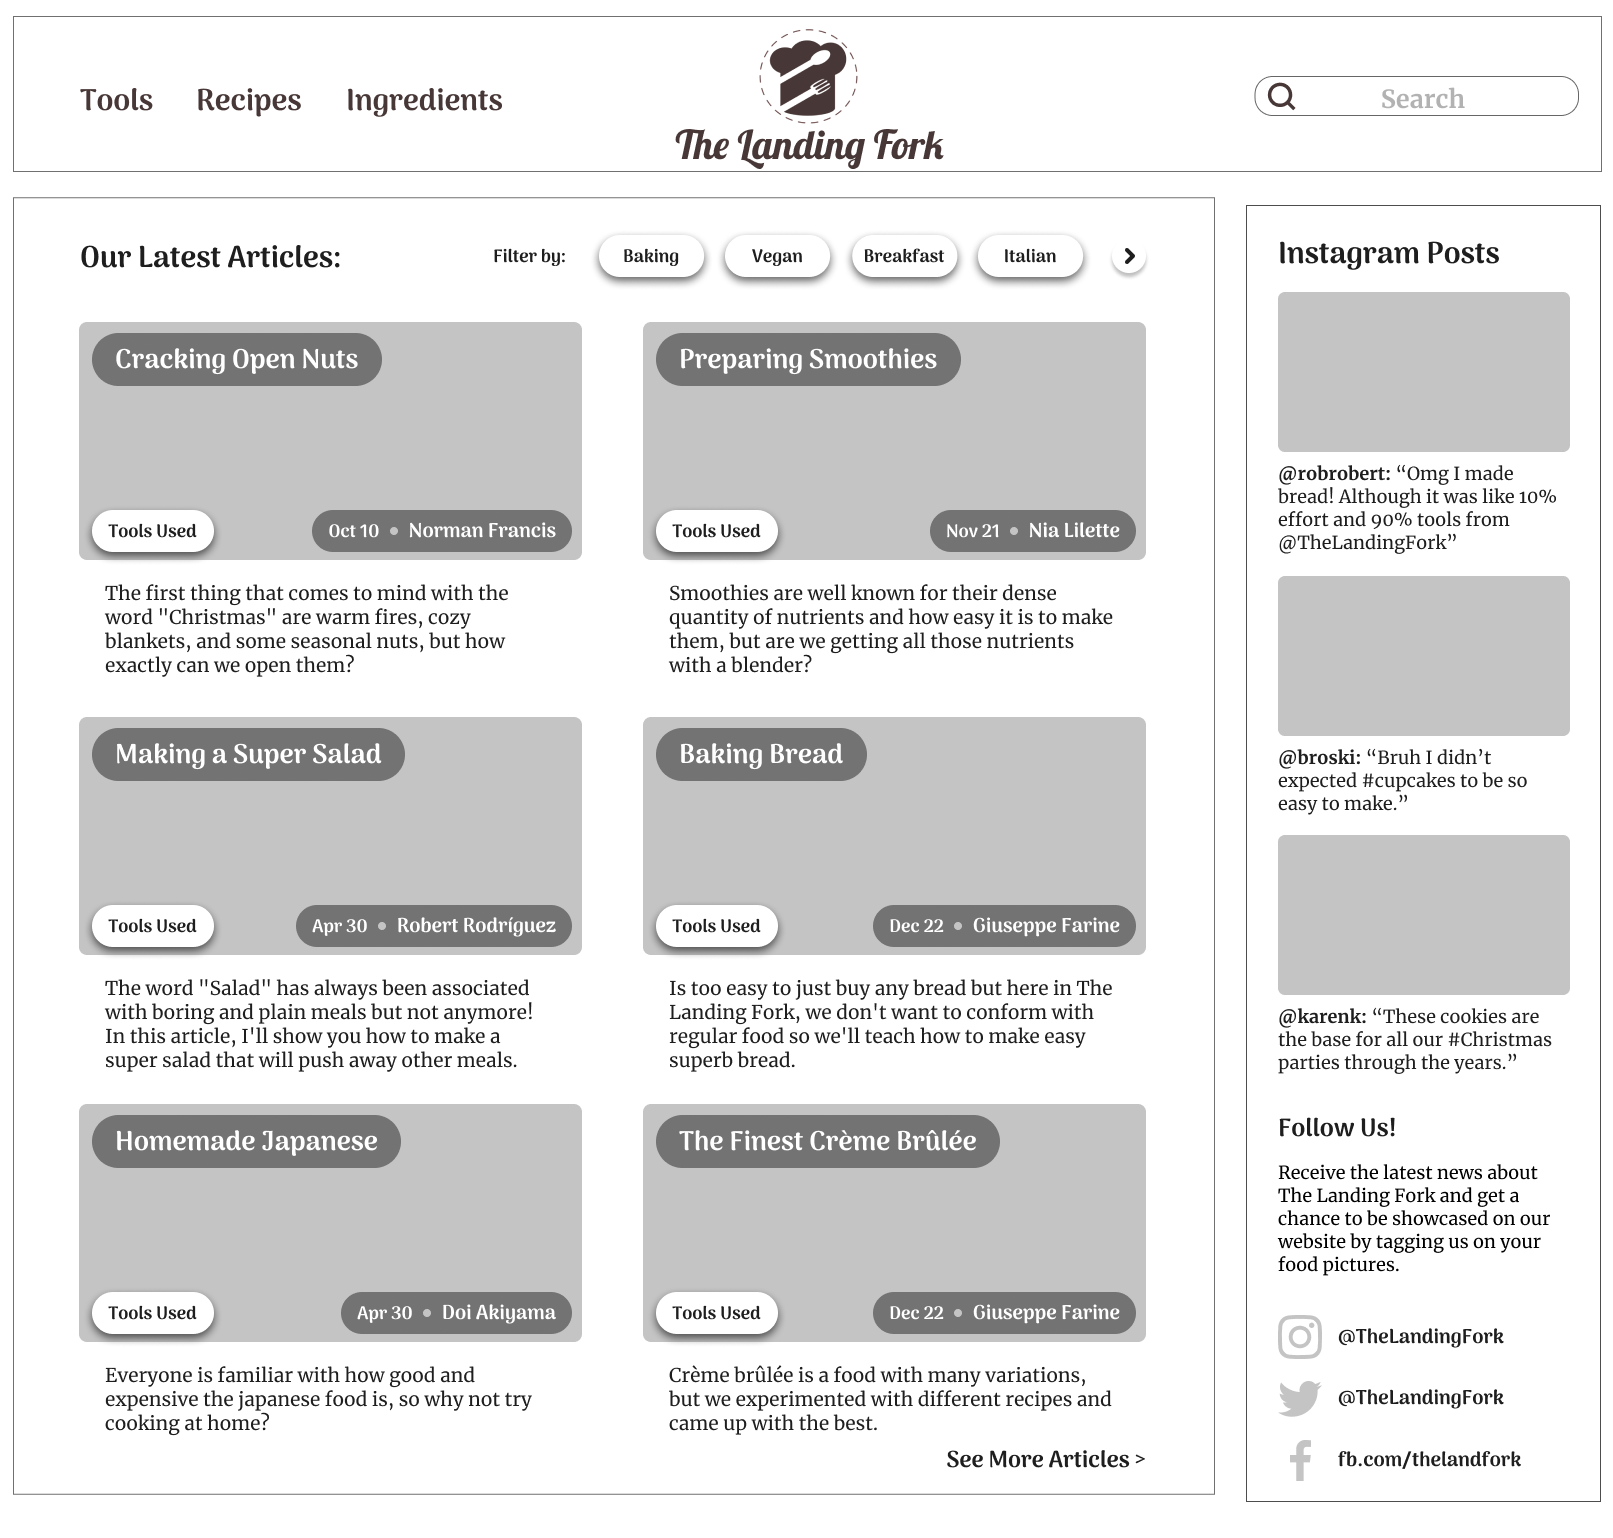 Tools
Recipes
Ingredients
The Landing Fork
Search
Our Latest Articles:
Filter by:
Baking
Vegan
Breakfast
Italian
Cracking Open Nuts
Tools Used
Oct 10 • Norman Francis
The first thing that comes to mind with the
word "Christmas" are warm fires, cozy
blankets, and some seasonal nuts, but how
exactly can we open them?
Preparing Smoothies
Tools Used
Nov 21 • Nia Lilette
Smoothies are well known for their dense
quantity of nutrients and how easy it is to make
them, but are we getting all those nutrients
with a blender?
Making a Super Salad
Tools Used
Apr 30 • Robert Rodríguez
The word "Salad" has always been associated
with boring and plain meals but not anymore!
In this article, I'll show you how to make a
super salad that will push away other meals.
Baking Bread
Tools Used
Dec 22 • Giuseppe Farine
Is too easy to just buy any bread but here in The
Landing Fork, we don't want to conform with
regular food so we'll teach how to make easy
superb bread.
Homemade Japanese
Tools Used
Apr 30 • Doi Akiyama
Everyone is familiar with how good and
expensive the japanese food is, so why not try
cooking at home?
The Finest Crème Brûlée
Tools Used
Dec 22 • Giuseppe Farine
Crème brûlée is a food with many variations,
but we experimented with different recipes and
came up with the best.
See More Articles >
Instagram Posts
@robrobert: “Omg I made
bread! Although it was like 10%
effort and 90% tools from
@TheLandingFork”
@broski: “Bruh I didn’t
expected #cupcakes to be so
easy to make.”
@karenk: “These cookies are
the base for all our #Christmas
parties through the years.”
Follow Us!
Receive the latest news about
The Landing Fork and get a
chance to be showcased on our
website by tagging us on your
food pictures.
@TheLandingFork
@TheLandingFork
fb.com/thelandfork